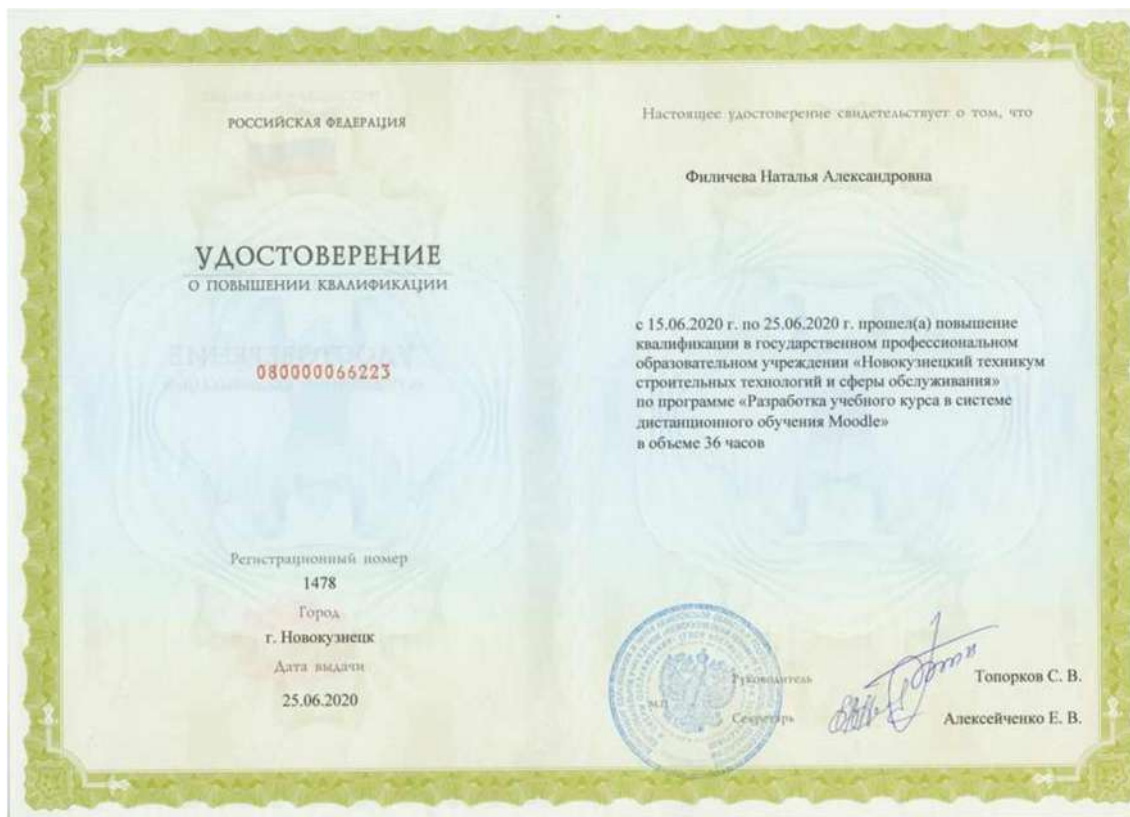 РОССИЙСКАЯ ФЕДЕРАЦИЯ
УДОСТОВЕРЕНИЕ
О ПОВЫШЕНИИ КВАЛИФИКАЦИИ
080000066223
Регистрационный номер
1478
Город
г. Новокузнецк
Дата выдачи
25.06.2020
Настоящее удостоверение свидетельствует о том, что
Филичева Наталья Александровна
с 15.06.2020 г. по 25.06.2020 г. прошел(а) повышение
квалификации в государственном профессиональном
образовательном учреждении «Новокузнецкий техникум
строительных технологий и сферы обслуживания»
по программе «Разработка учебного курса в системе
дистанционного обучения Moodle»
в объеме 36 часов
Руководитель
Топорков С. В.
М.П.
Секретарь
Алексейченко Е. В.